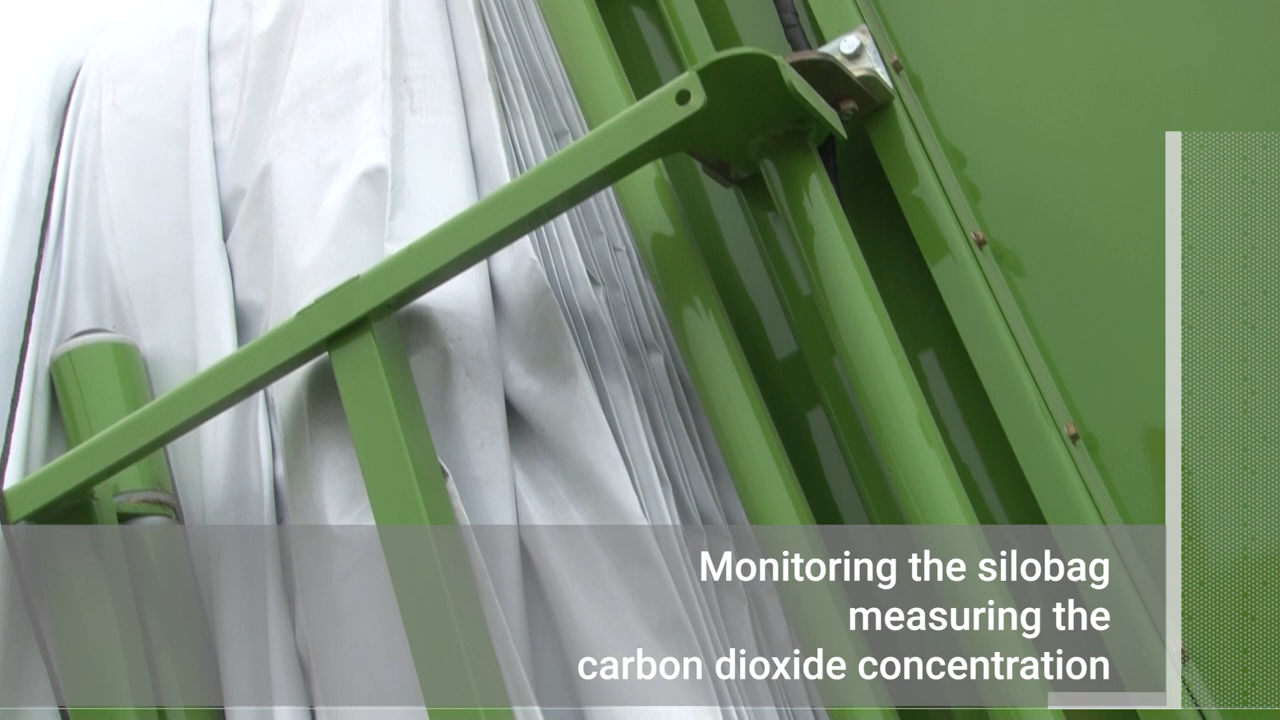 Monitoring the silobag
measuring the
carbon dioxide concentration